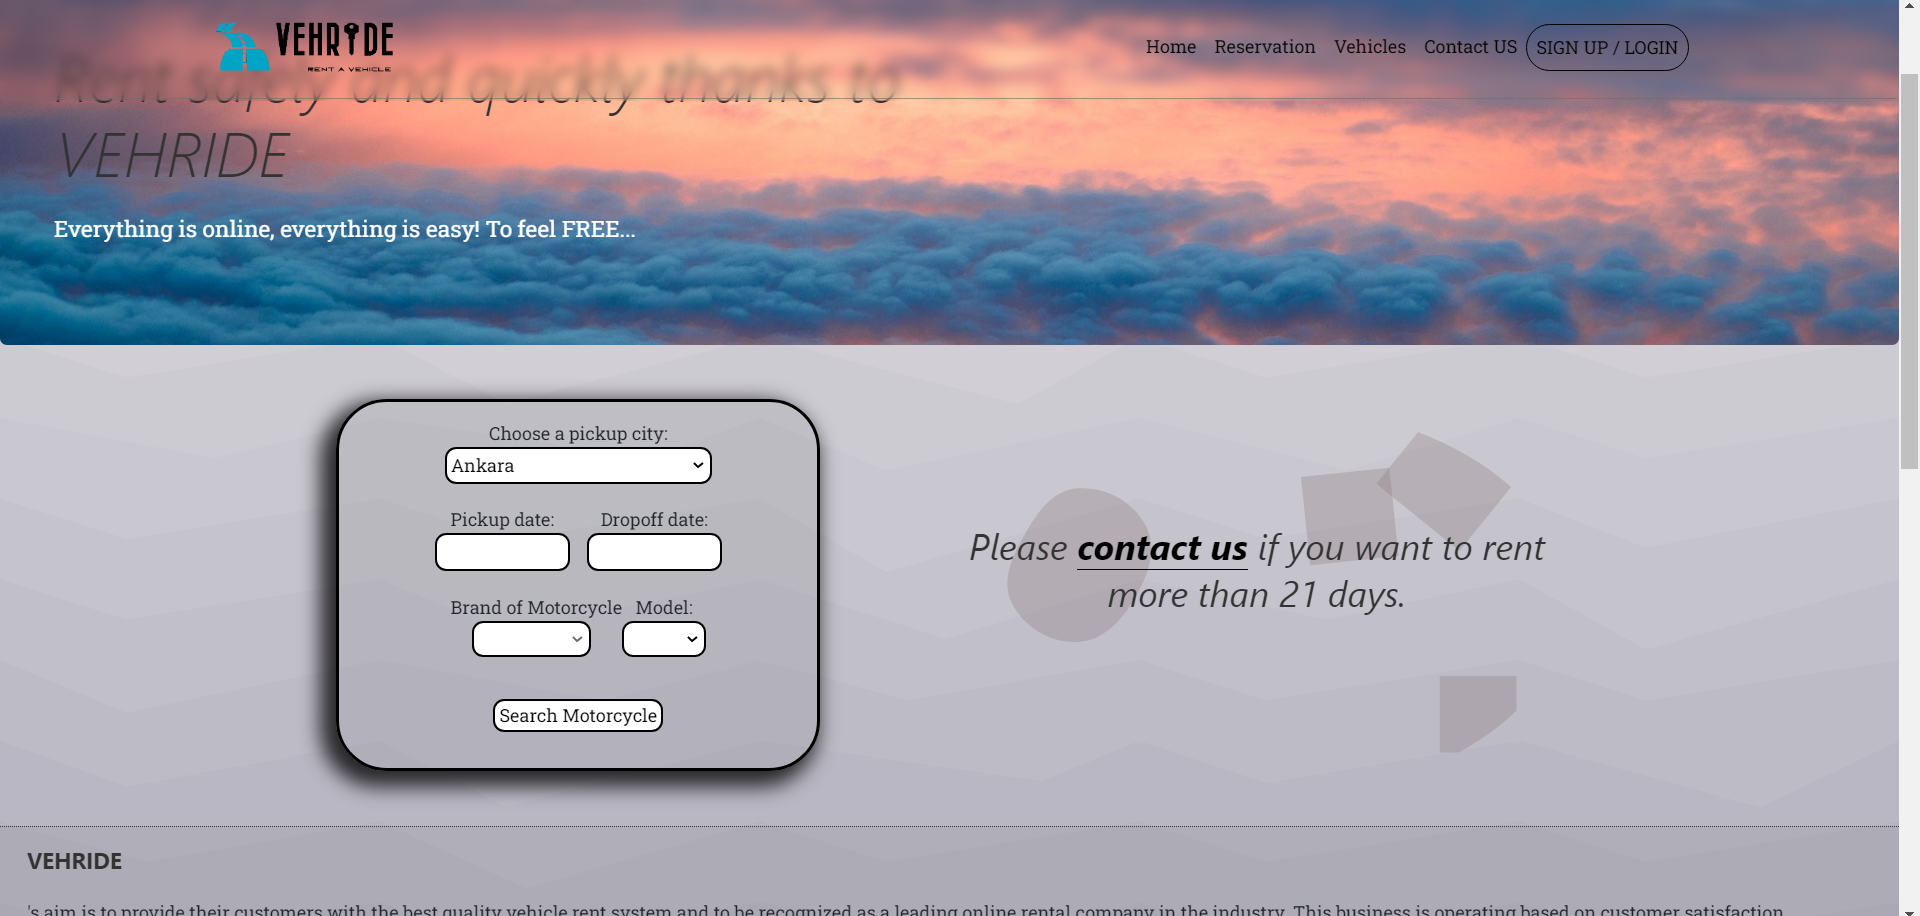 VEHRIDE
RENT A VEHICLE
Home Reservation Vehicles Contact US SIGN UP / LOGIN
Rent safely and quickly thanks to
VEHRIDE
Everything is online, everything is easy! To feel FREE...
Choose a pickup city:
Ankara
Pickup date: Dropoff date:
Brand of Motorcycle Model:
Search Motorcycle
Please contact us if you want to rent
more than 21 days.
VEHRIDE
's aim is to provide their customers with the best quality vehicle rent system and to be recognized as a leading online rental company in the industry. This business is operating based on customer satisfaction